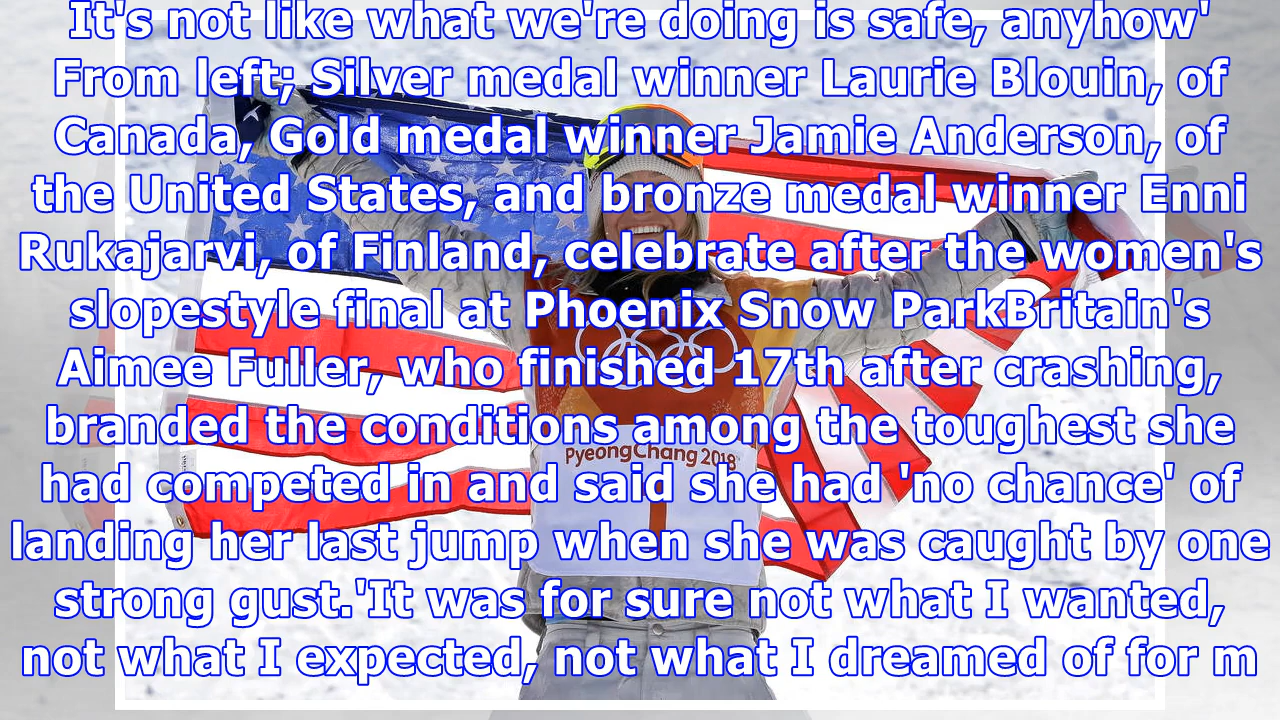 It's not like what we're doing is safe, anyhow'
From left; Silver medal winner Laurie Blouin, of
Canada, Gold medal winner Jamie Anderson, of
the United States, and bronze medal winner Enni
Rukajarvi, of Finland, celebrate after the women's
slopestyle final at Phoenix Snow ParkBritain's
Aimee Fuller, who finished 17th after crashing,
branded the conditions among the toughest she
had competed in and said she had 'no chance' of
landing her last jump when she was caught by one
strong gust.'It was for sure not what I wanted,
not what I expected, not what I dreamed of for m
PyeongChang 2018
1